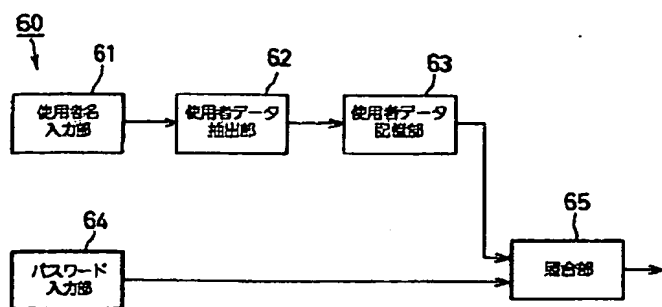 60
61
62
63
使用者名
入力部
使用者データ
抽出部
使用者データ
記憶部
64
65
パスワード
入力部
照合部